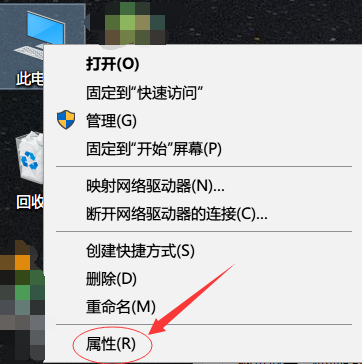 此电
回收
打开(O)
固定到“快速访问”
管理(G)
固定到“开始”屏幕(P)
映射网络驱动器(N)...
断开网络驱动器的连接(C)...
创建快捷方式(S)
删除(D)
重命名(M)
属性(R)